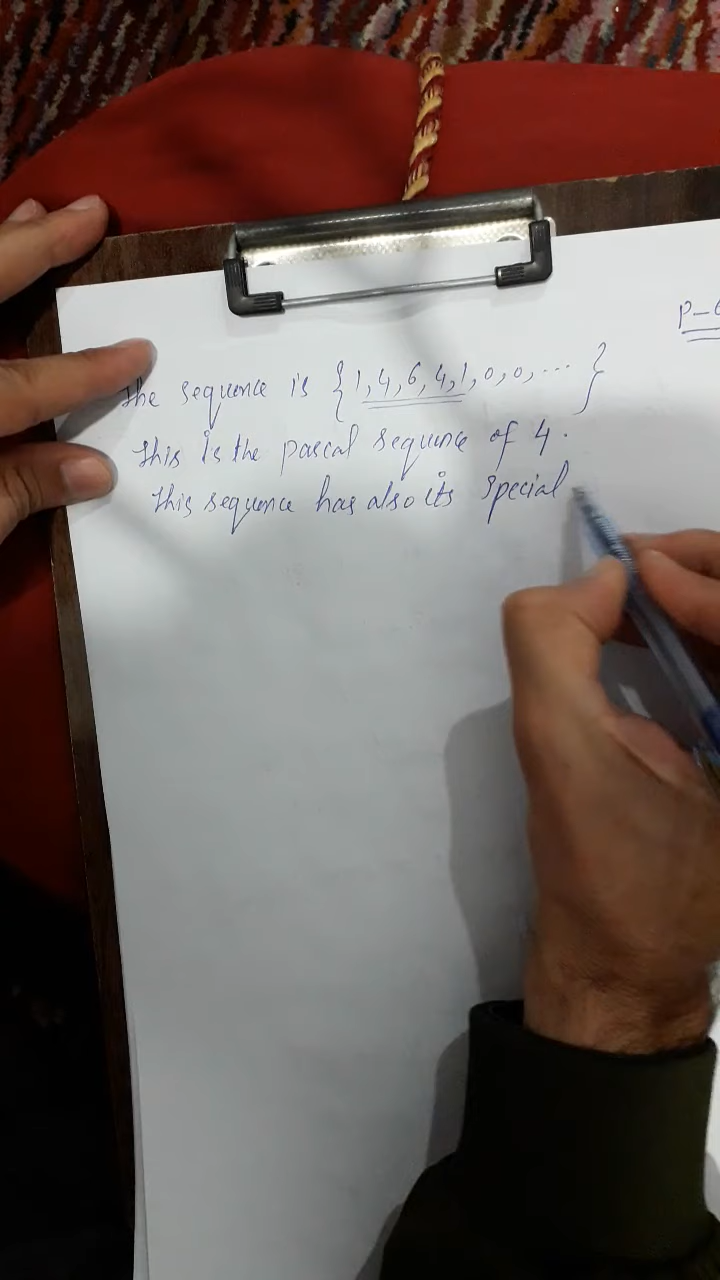 P-6
The sequence is {1,4,6,4,1,0,0,...}
This is the pascal sequence of 4.
This sequence has also its special